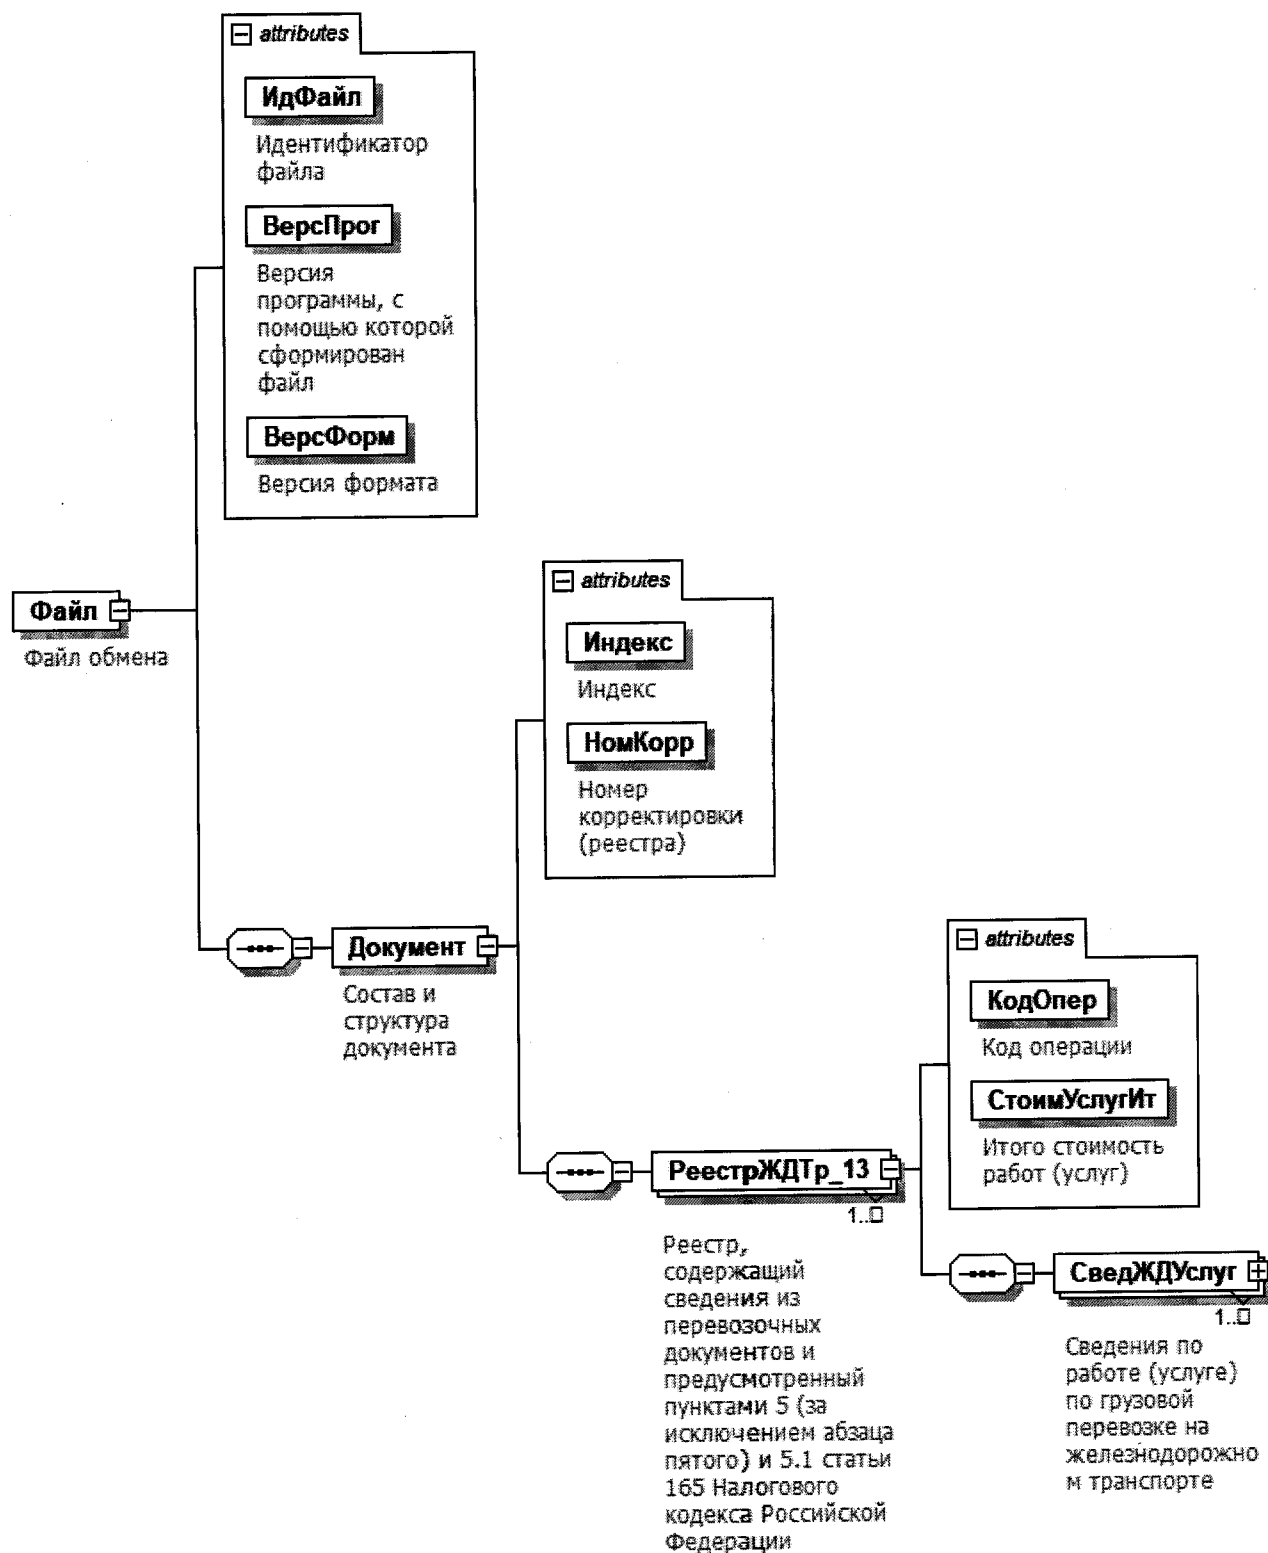 attributes
ИдФайл
Идентификатор
файла
ВерсПрог
Версия
программы, с
помощью которой
сформирован
файл
ВерсФорм
Версия формата
Файл
Файл обмена
attributes
Индекс
Индекс
НомКорр
Номер
корректировки
(реестра)
Документ
Состав и
структура
документа
attributes
КодОпер
Код операции
СтоимУслугИт
Итого стоимость
работ (услуг)
РеестрЖДТр_13
1..□
Реестр,
содержащий
сведения из
перевозочных
документов и
предусмотренный
пунктами 5 (за
исключением абзаца
пятого) и 5.1 статьи
165 Налогового
кодекса Российской
Федерации
СведЖДУслуг
1..□
Сведения по
работе (услуге)
по грузовой
перевозке на
железнодорожно
м транспорте